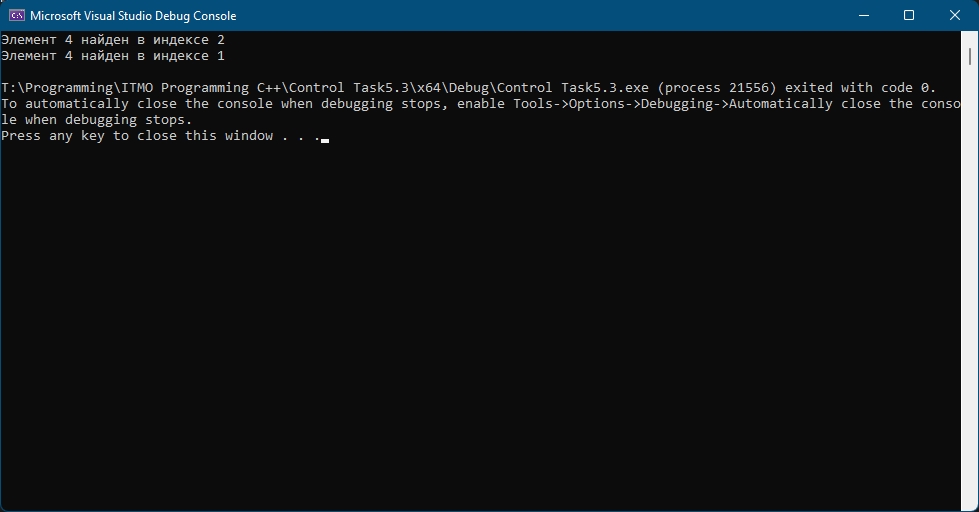 Microsoft Visual Studio Debug Console
Элемент 4 найден в индексе 2
Элемент 4 найден в индексе 1
T:\Programming\ITMO Programming C++\Control Task5.3\x64\Debug\Control Task5.3.exe (process 21556) exited with code 0.
To automatically close the console when debugging stops, enable Tools->Options->Debugging->Automatically close the conso
le when debugging stops.
Press any key to close this window . . .